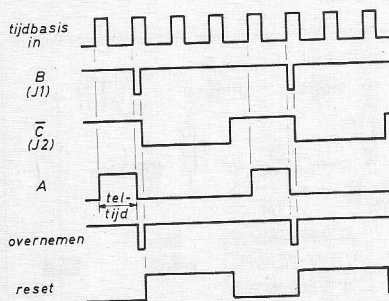 tijdbasis
in
B
(J1)
C̅
(J2)
A
tel-
tijd
overnemen
reset